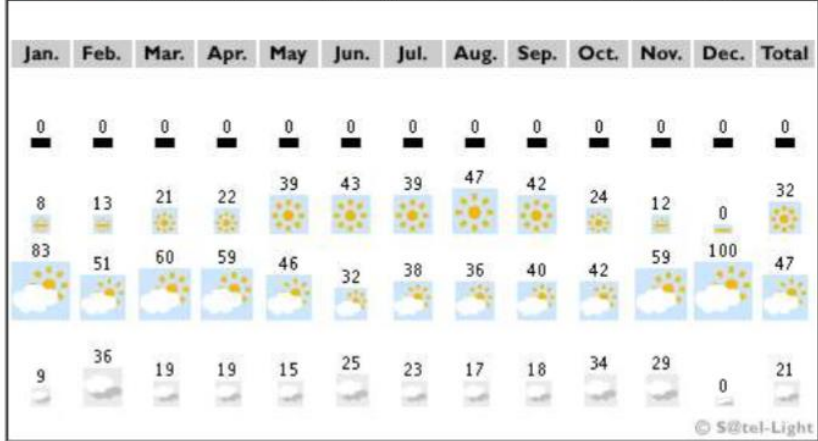 Jan. Feb. Mar. Apr. May Jun. Jul. Aug. Sep. Oct. Nov. Dec. Total
0 0 0 0 0 0 0 0 0 0 0 0 0
8 13 21 22 39 43 39 47 42 24 12 0 32
83 51 60 59 46 32 38 36 40 42 59 100 47
9 36 19 19 15 25 23 17 18 34 29 0 21
© S@tel-Light